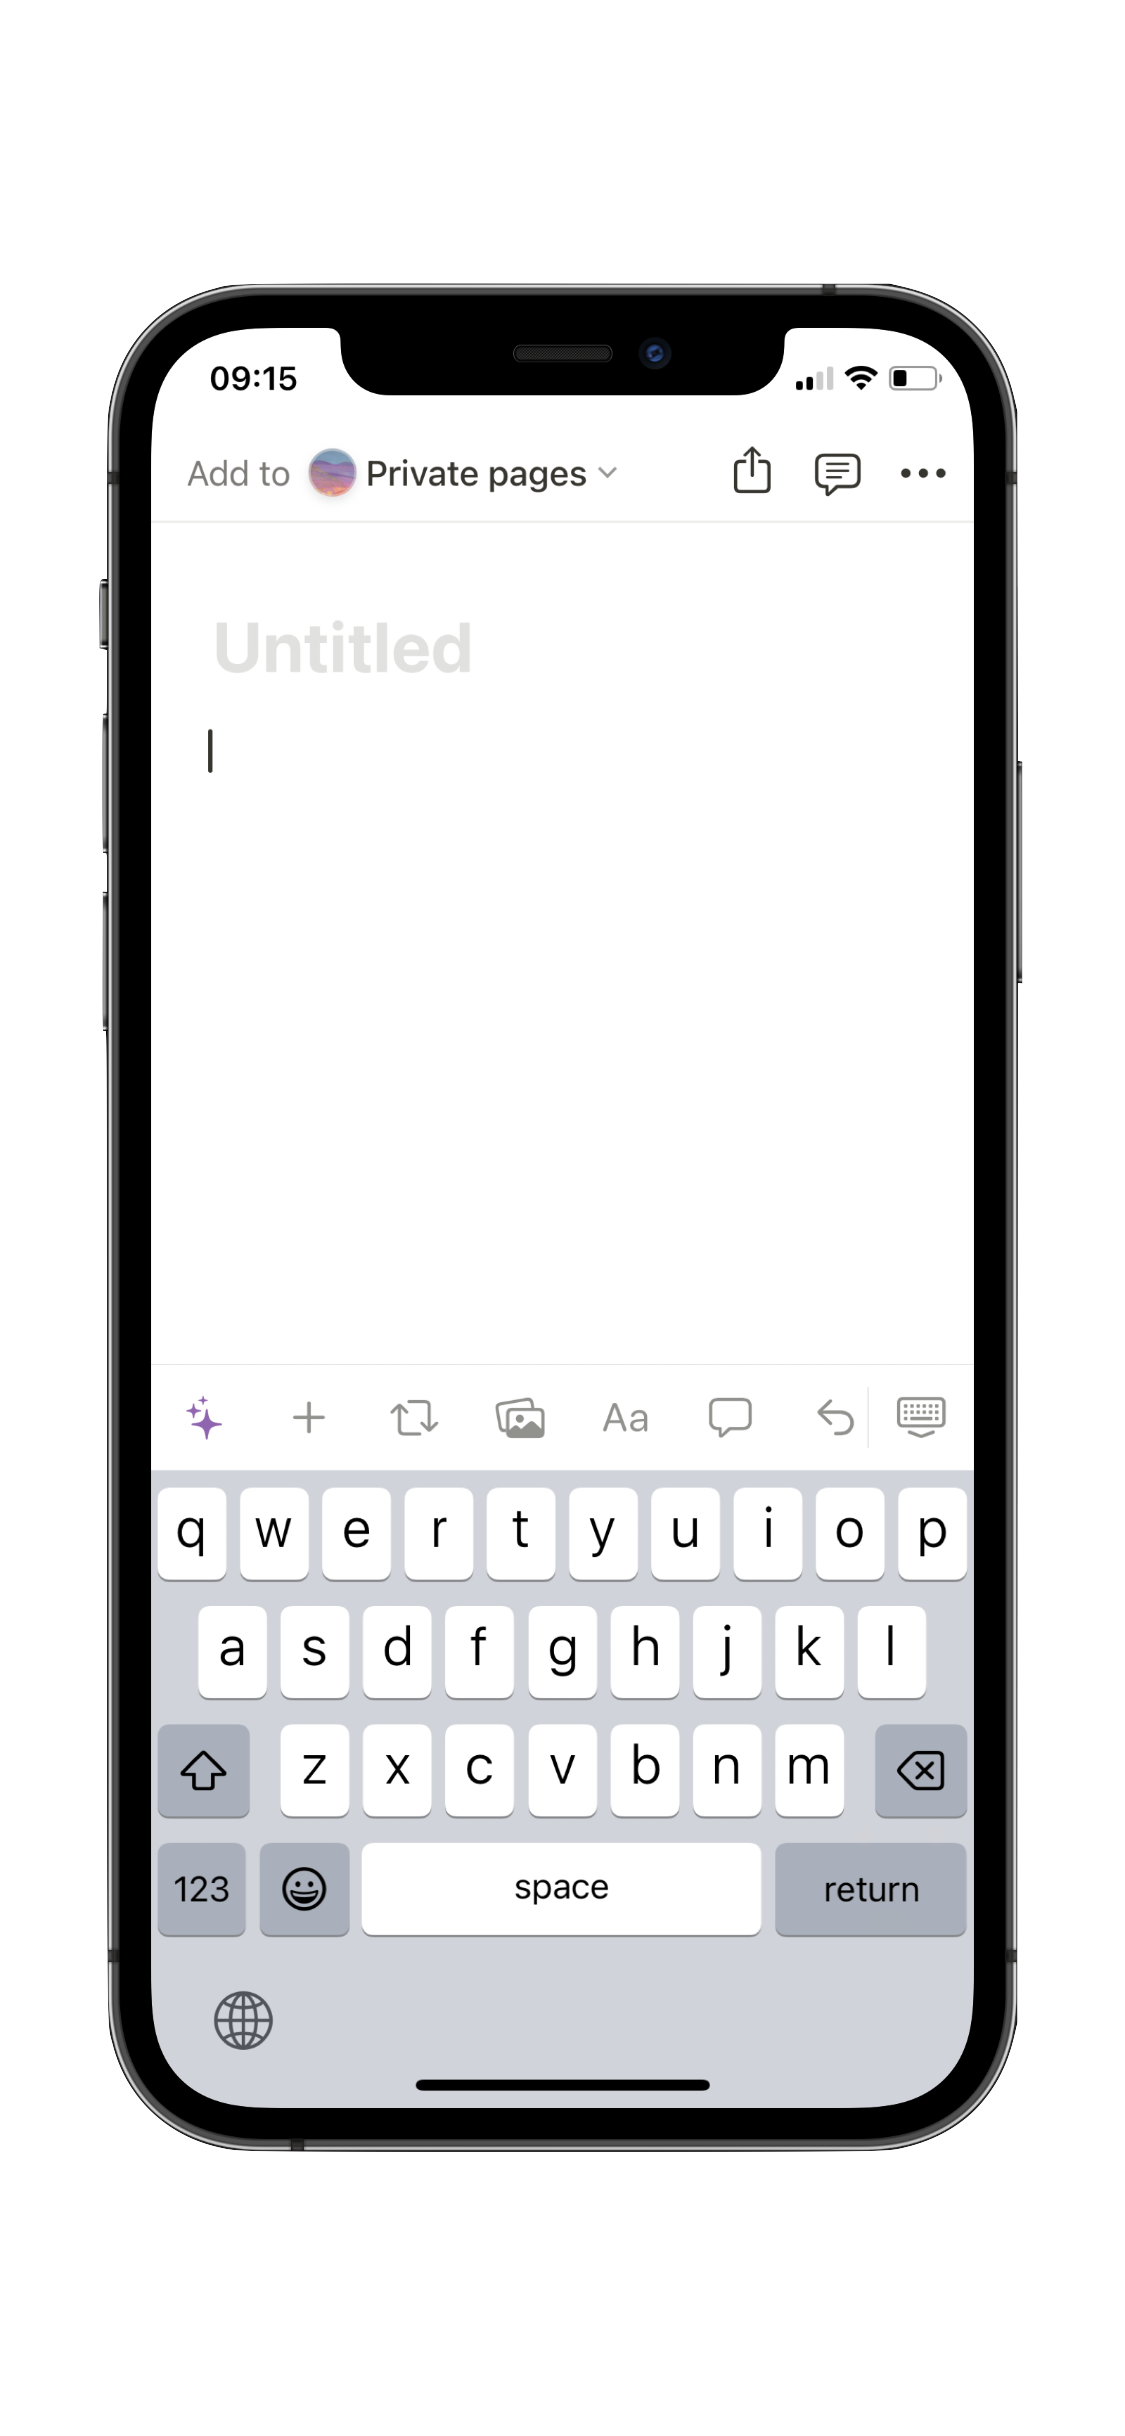 09:15
Add to Private pages
Untitled
Aa
q w e r t y u i o p
a s d f g h j k l
z x c v b n m
123 space return